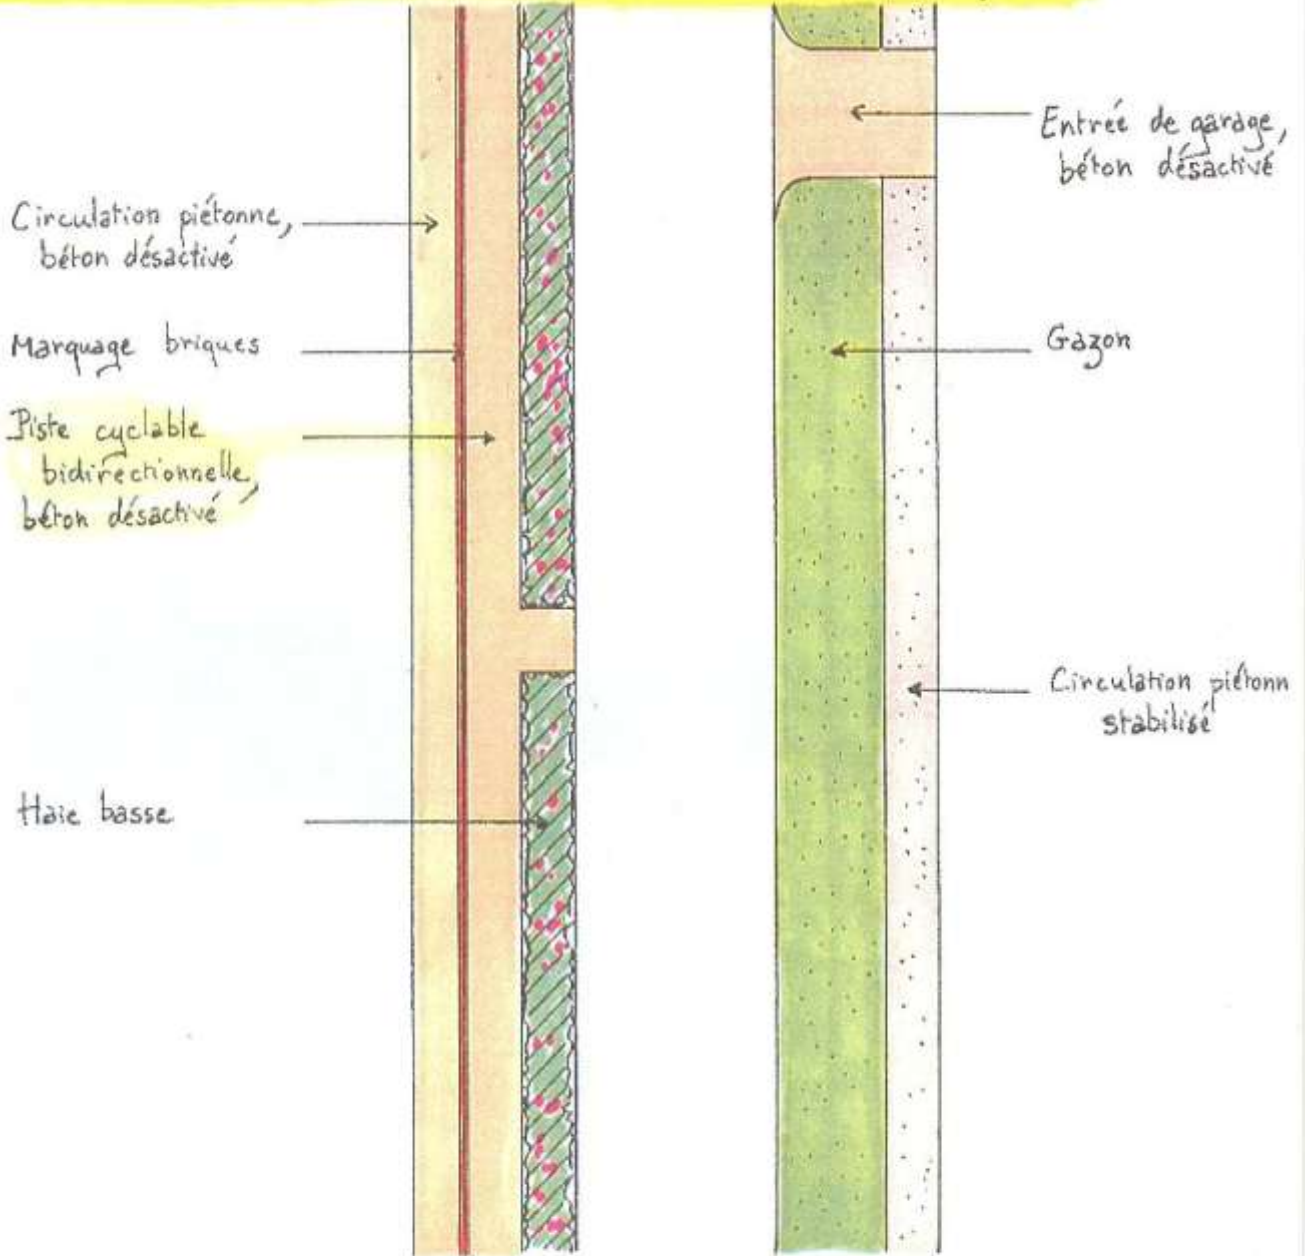 Circulation piétonne,
béton désactivé
Marquage briques
Piste cyclable
bidirectionnelle,
béton désactivé
Haie basse
Entrée de garage,
béton désactivé
Gazon
Circulation piétonn
stabilisé